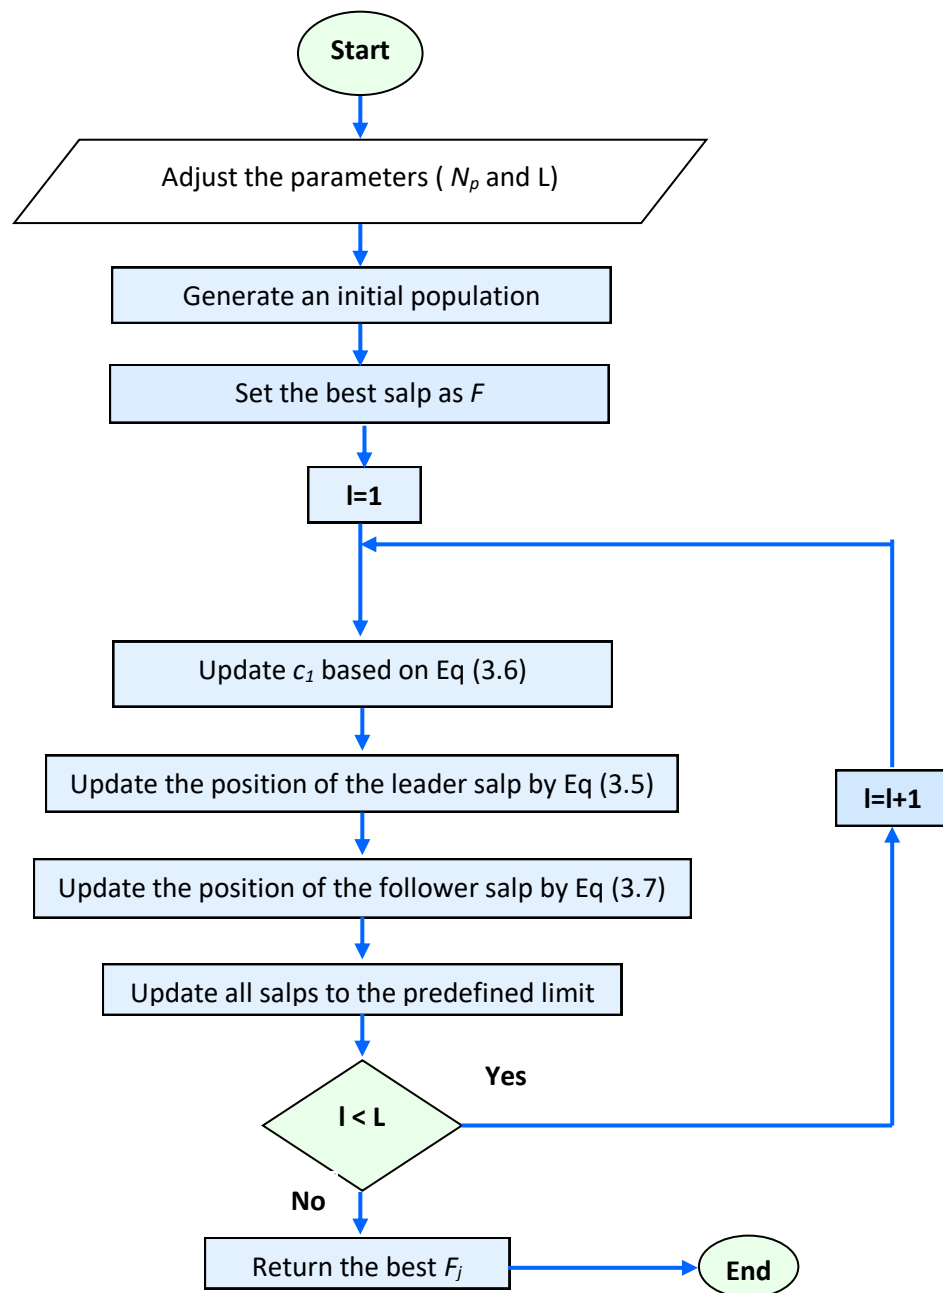 Start
Adjust the parameters ( Np and L)
Generate an initial population
Set the best salp as F
l=1
Update c1 based on Eq (3.6)
Update the position of the leader salp by Eq (3.5)
l=l+1
Update the position of the follower salp by Eq (3.7)
Update all salps to the predefined limit
Yes
l < L
No
Return the best Fj
End